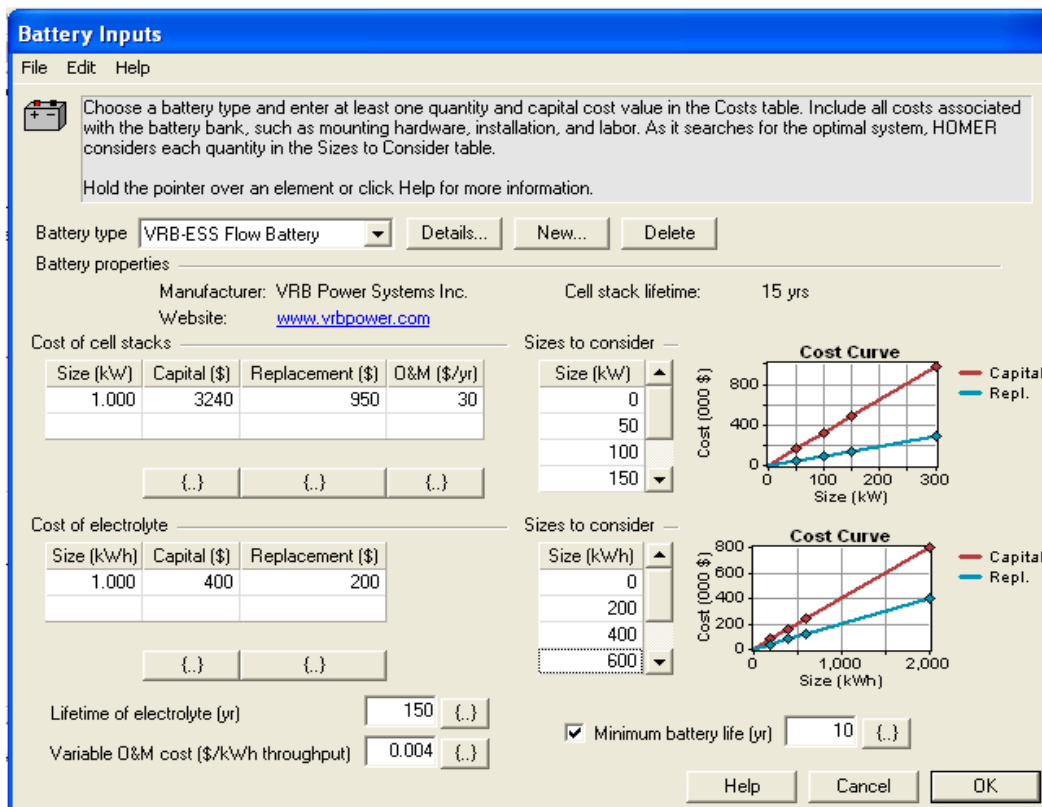 Battery Inputs
File Edit Help
Choose a battery type and enter at least one quantity and capital cost value in the Costs table. Include all costs associated
with the battery bank, such as mounting hardware, installation, and labor. As it searches for the optimal system, HOMER
considers each quantity in the Sizes to Consider table.
Hold the pointer over an element or click Help for more information.
Battery type VRB-ESS Flow Battery Details... New... Delete
Battery properties
Manufacturer: VRB Power Systems Inc. Cell stack lifetime: 15 yrs
Website: www.vrbpower.com
Cost of cell stacks
Size (kW) Capital ($) Replacement ($) O&M ($/yr)
1.000 3240 950 30
{..} {..} {..}
Sizes to consider
Size (kW)
0
50
100
150
Cost Curve
Cost (000 $)
800
400
0
0 100 200 300
Size (kW)
Capital
Repl.
Cost of electrolyte
Size (kWh) Capital ($) Replacement ($)
1.000 400 200
{..} {..}
Sizes to consider
Size (kWh)
0
200
400
600
Cost Curve
Cost (000 $)
800
600
400
200
0
0 1,000 2,000
Size (kWh)
Capital
Repl.
Lifetime of electrolyte (yr) 150 {..}
Variable O&M cost ($/kWh throughput) 0.004 {..}
Minimum battery life (yr) 10 {..}
Help Cancel OK